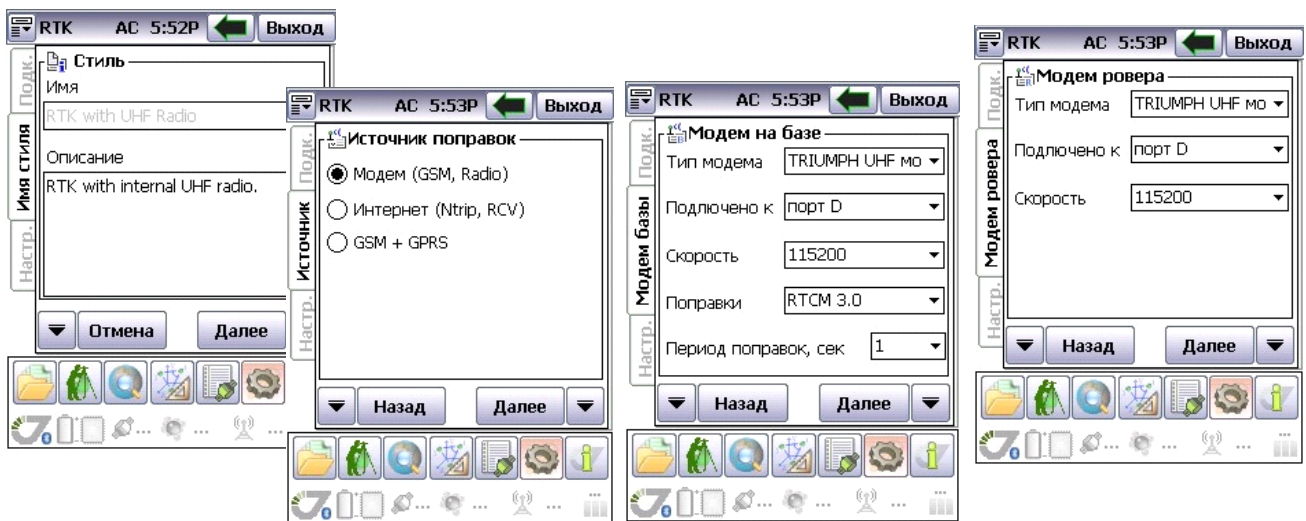 RTK AC 5:52P Выход
Подк.
Имя стиля
Настр.
Стиль
Имя
RTK with UHF Radio
Описание
RTK with internal UHF radio.
Отмена Далее
... ... ...
RTK AC 5:53P Выход
Подк.
Источник
Настр.
Источник поправок
Модем (GSM, Radio)
Интернет (Ntrip, RCV)
GSM + GPRS
Назад Далее
... ... ...
RTK AC 5:53P Выход
Подк.
Модем базы
Настр.
Модем на базе
Тип модема TRIUMPH UHF мо
Подлючено к порт D
Скорость 115200
Поправки RTCM 3.0
Период поправок, сек 1
Назад Далее
... ... ...
RTK AC 5:53P Выход
Подк.
Модем ровера
Настр.
Модем ровера
Тип модема TRIUMPH UHF мо
Подлючено к порт D
Скорость 115200
Назад Далее
... ... ...